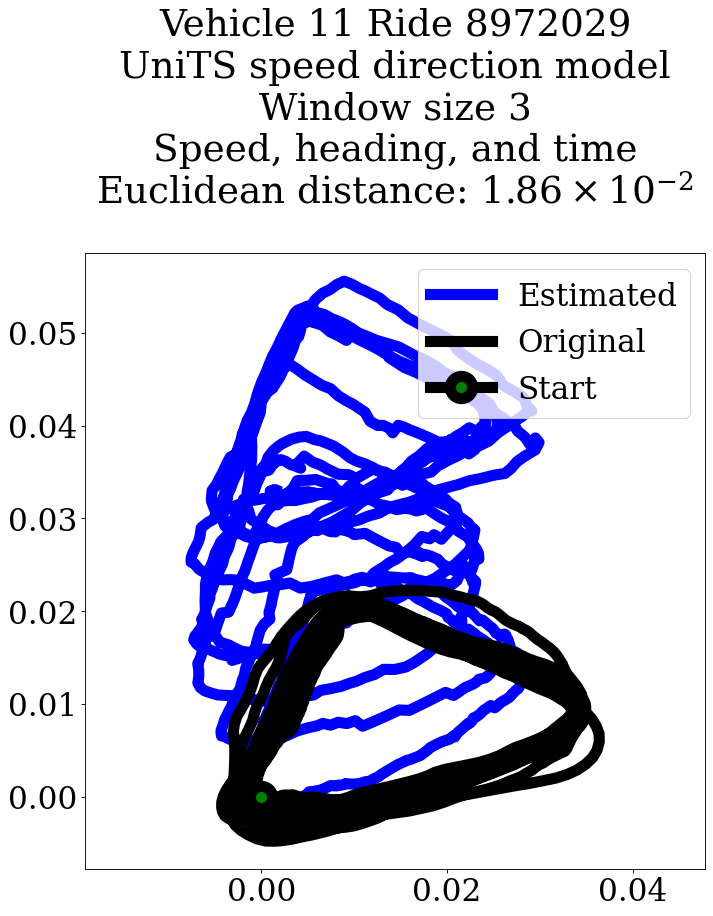 Vehicle 11 Ride 8972029
UniTS speed direction model
Window size 3
Speed, heading, and time
Euclidean distance: 1.86 × 10⁻²
Estimated
Original
Start
0.05
0.04
0.03
0.02
0.01
0.00
0.00 0.02 0.04